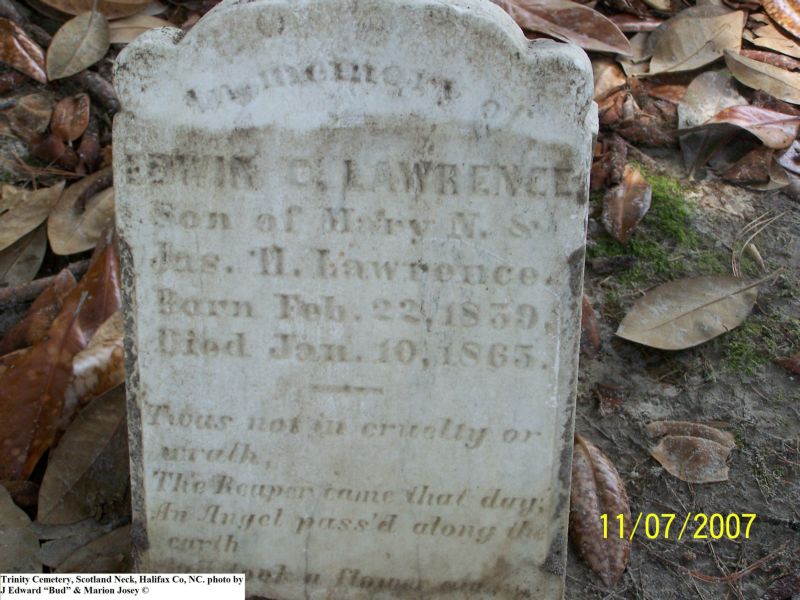 In memory of
EDWIN C. LAWRENCE
Son of Mary N. &
Jas. H. Lawrence.
Born Feb. 22, 1859,
Died Jan. 10, 1865.
Twas not in cruelty or
wrath,
The Reaper came that day;
An Angel pass'd along the
earth
a flower
11/07/2007
Trinity Cemetery, Scotland Neck, Halifax Co, NC. photo by
J Edward “Bud” & Marion Josey ©